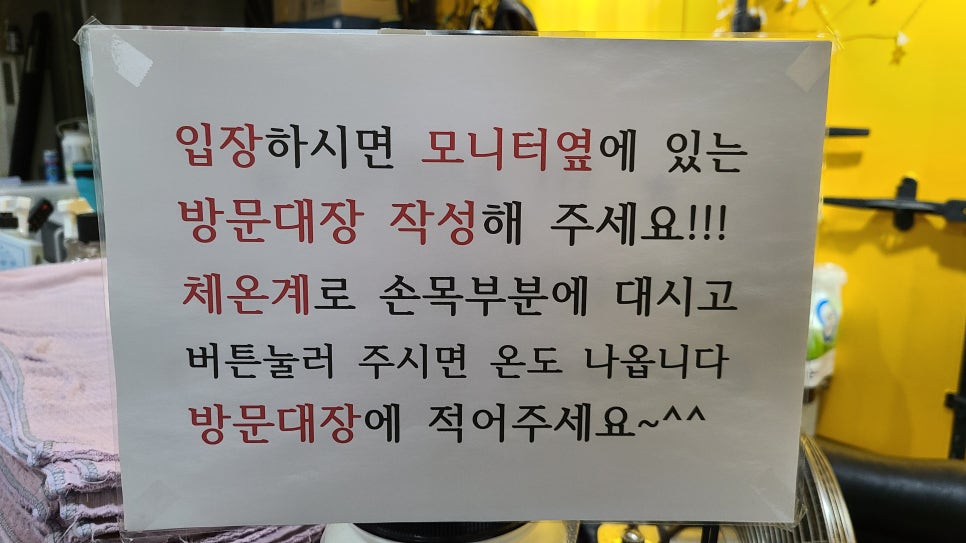 입장하시면 모니터옆에 있는
방문대장 작성해 주세요!!!
체온계로 손목부분에 대시고
버튼눌러 주시면 온도 나옵니다
방문대장에 적어주세요~^^